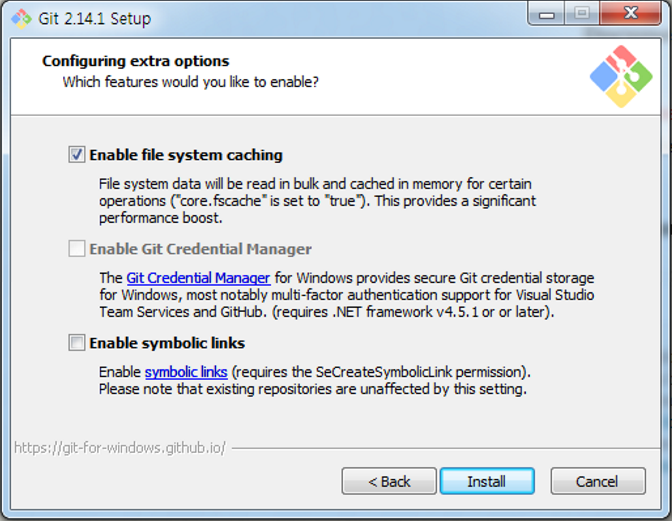 Git 2.14.1 Setup
Configuring extra options
Which features would you like to enable?
Enable file system caching
File system data will be read in bulk and cached in memory for certain
operations ("core.fscache" is set to "true"). This provides a significant
performance boost.
Enable Git Credential Manager
The Git Credential Manager for Windows provides secure Git credential storage
for Windows, most notably multi-factor authentication support for Visual Studio
Team Services and GitHub. (requires .NET framework v4.5.1 or or later).
Enable symbolic links
Enable symbolic links (requires the SeCreateSymbolicLink permission).
Please note that existing repositories are unaffected by this setting.
https://git-for-windows.github.io/
< Back
Install
Cancel